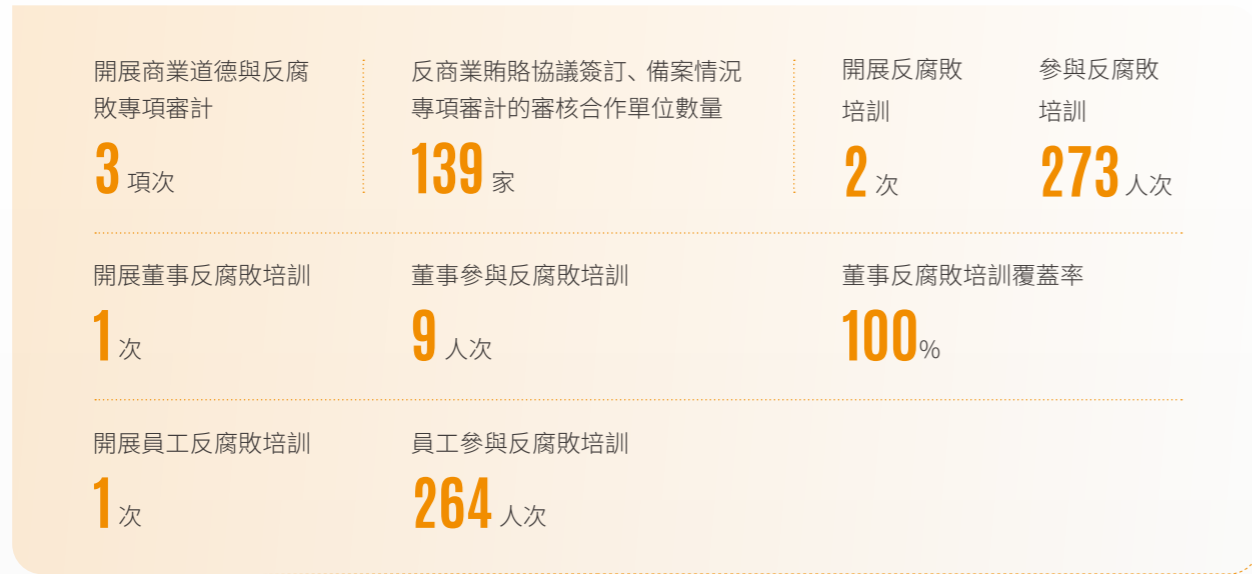 開展商業道德與反腐
敗專項審計
3 項次
反商業賄賂協議簽訂、備案情況
專項審計的審核合作單位數量
139 家
開展反腐敗
培訓
2 次
參與反腐敗
培訓
273 人次
開展董事反腐敗培訓
1 次
董事參與反腐敗培訓
9 人次
董事反腐敗培訓覆蓋率
100%
開展員工反腐敗培訓
1 次
員工參與反腐敗培訓
264 人次